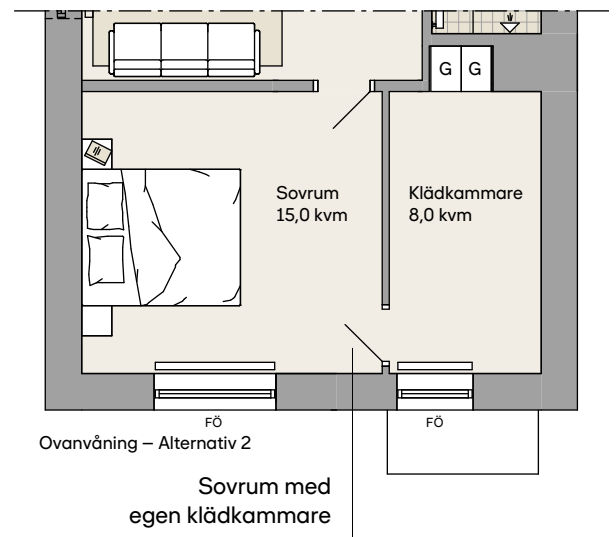 G G
Sovrum
15,0 kvm
Klädkammare
8,0 kvm
FÖ
FÖ
Ovanvåning – Alternativ 2
Sovrum med
egen klädkammare